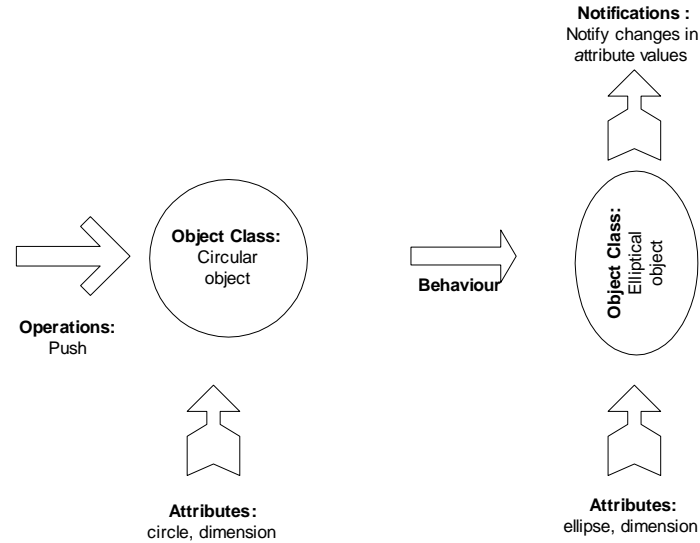 Notifications :
Notify changes in
attribute values
Object Class:
Circular
object
Operations:
Push
Behaviour
Object Class:
Elliptical
object
Attributes:
circle, dimension
Attributes:
ellipse, dimension